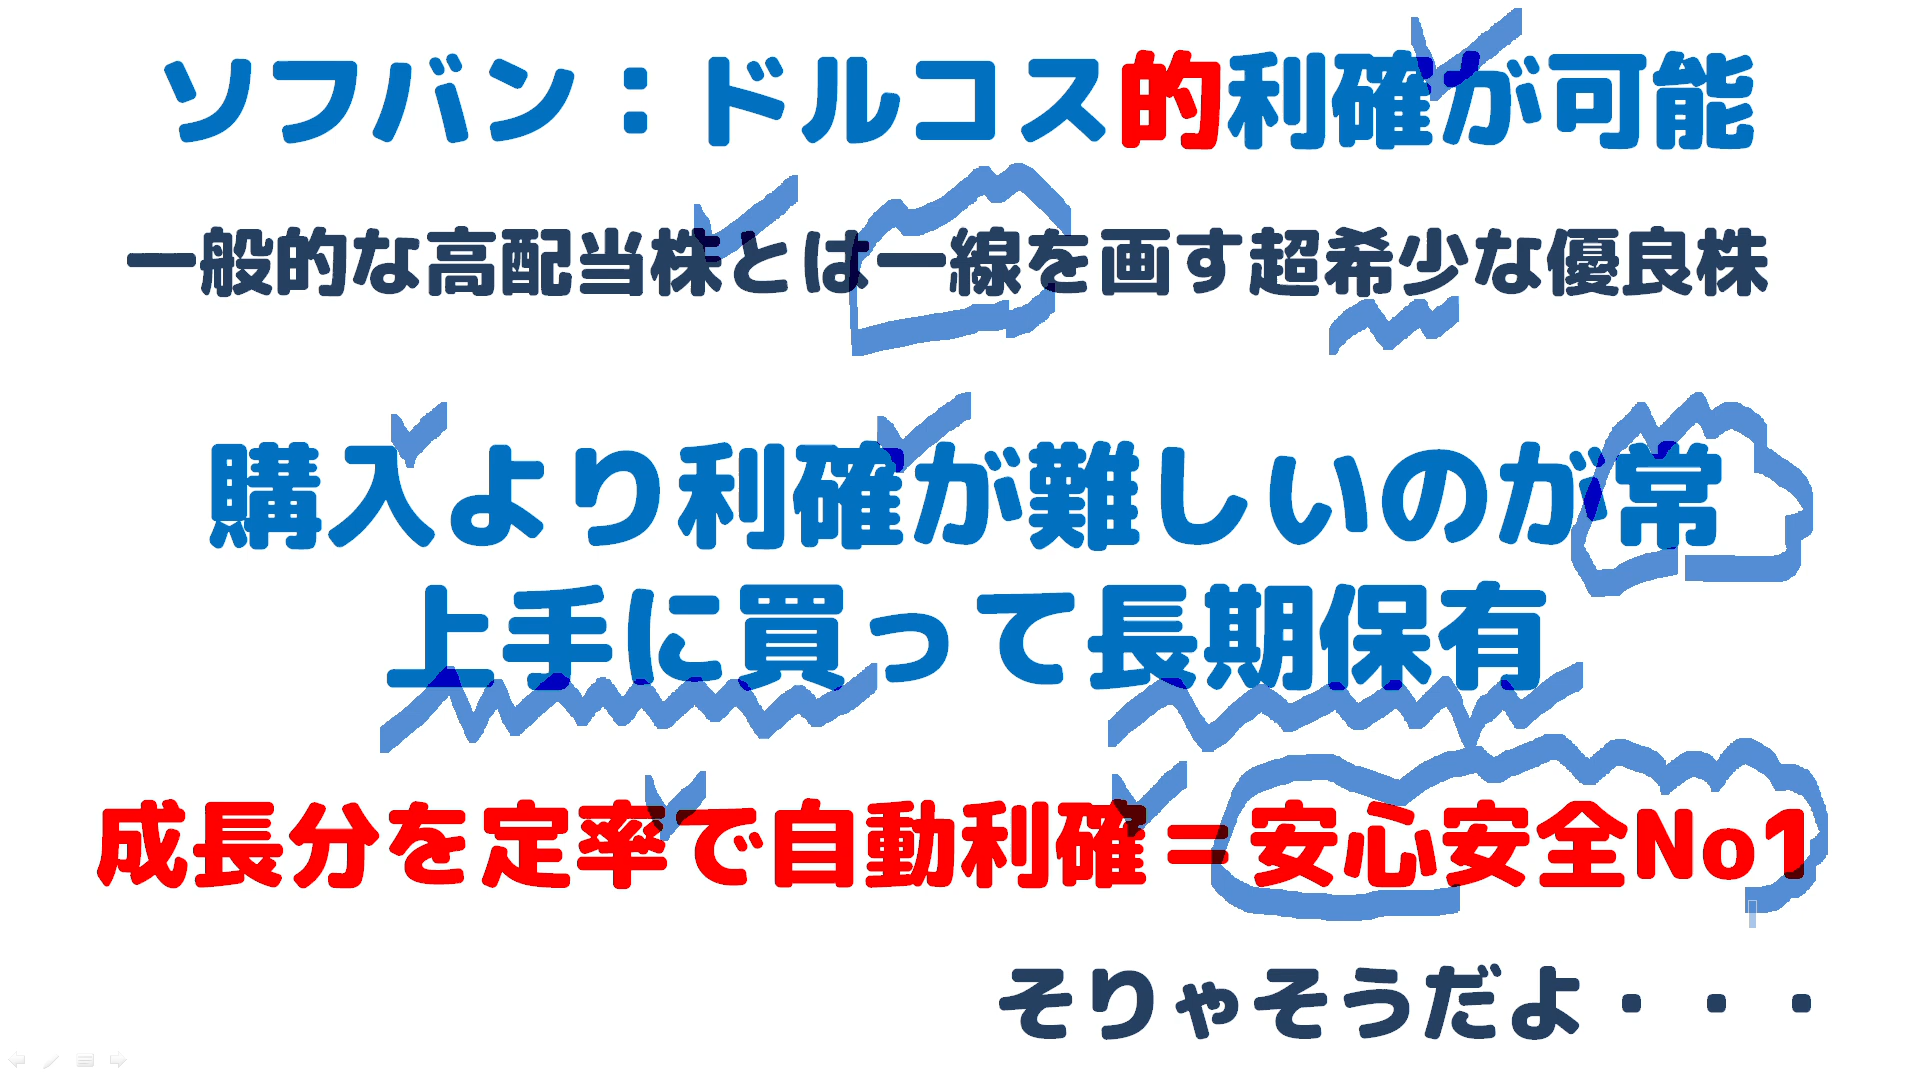 ソフバン：ドルコス的利確が可能
一般的な高配当株とは一線を画す超希少な優良株
購入より利確が難しいのが常
上手に買って長期保有
成長分を定率で自動利確＝安心安全No1
そりゃそうだよ・・・